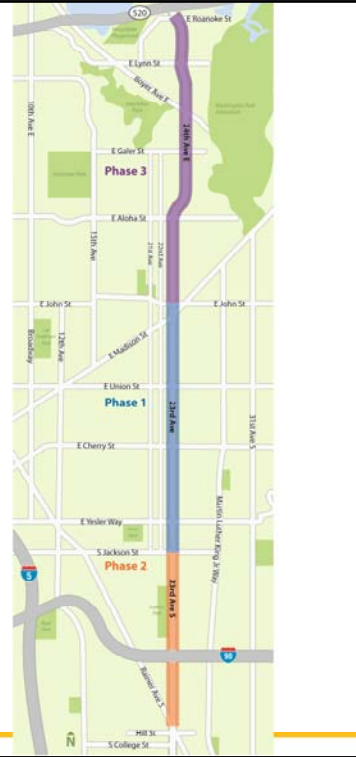 520
E Roanoke St
E Lynn St
Boyer Ave E
10th Ave E
24th Ave E
E Galer St
Phase 3
E Aloha St
15th Ave
21st Ave
22nd Ave
E John St
E John St
Broadway
12th Ave
E Madison St
E Union St
Phase 1
23rd Ave
31st Ave S
E Cherry St
E Yesler Way
Martin Luther King Jr Way
S Jackson St
Phase 2
5
23rd Ave S
90
Rainier Ave S
N
Hill St
S College St